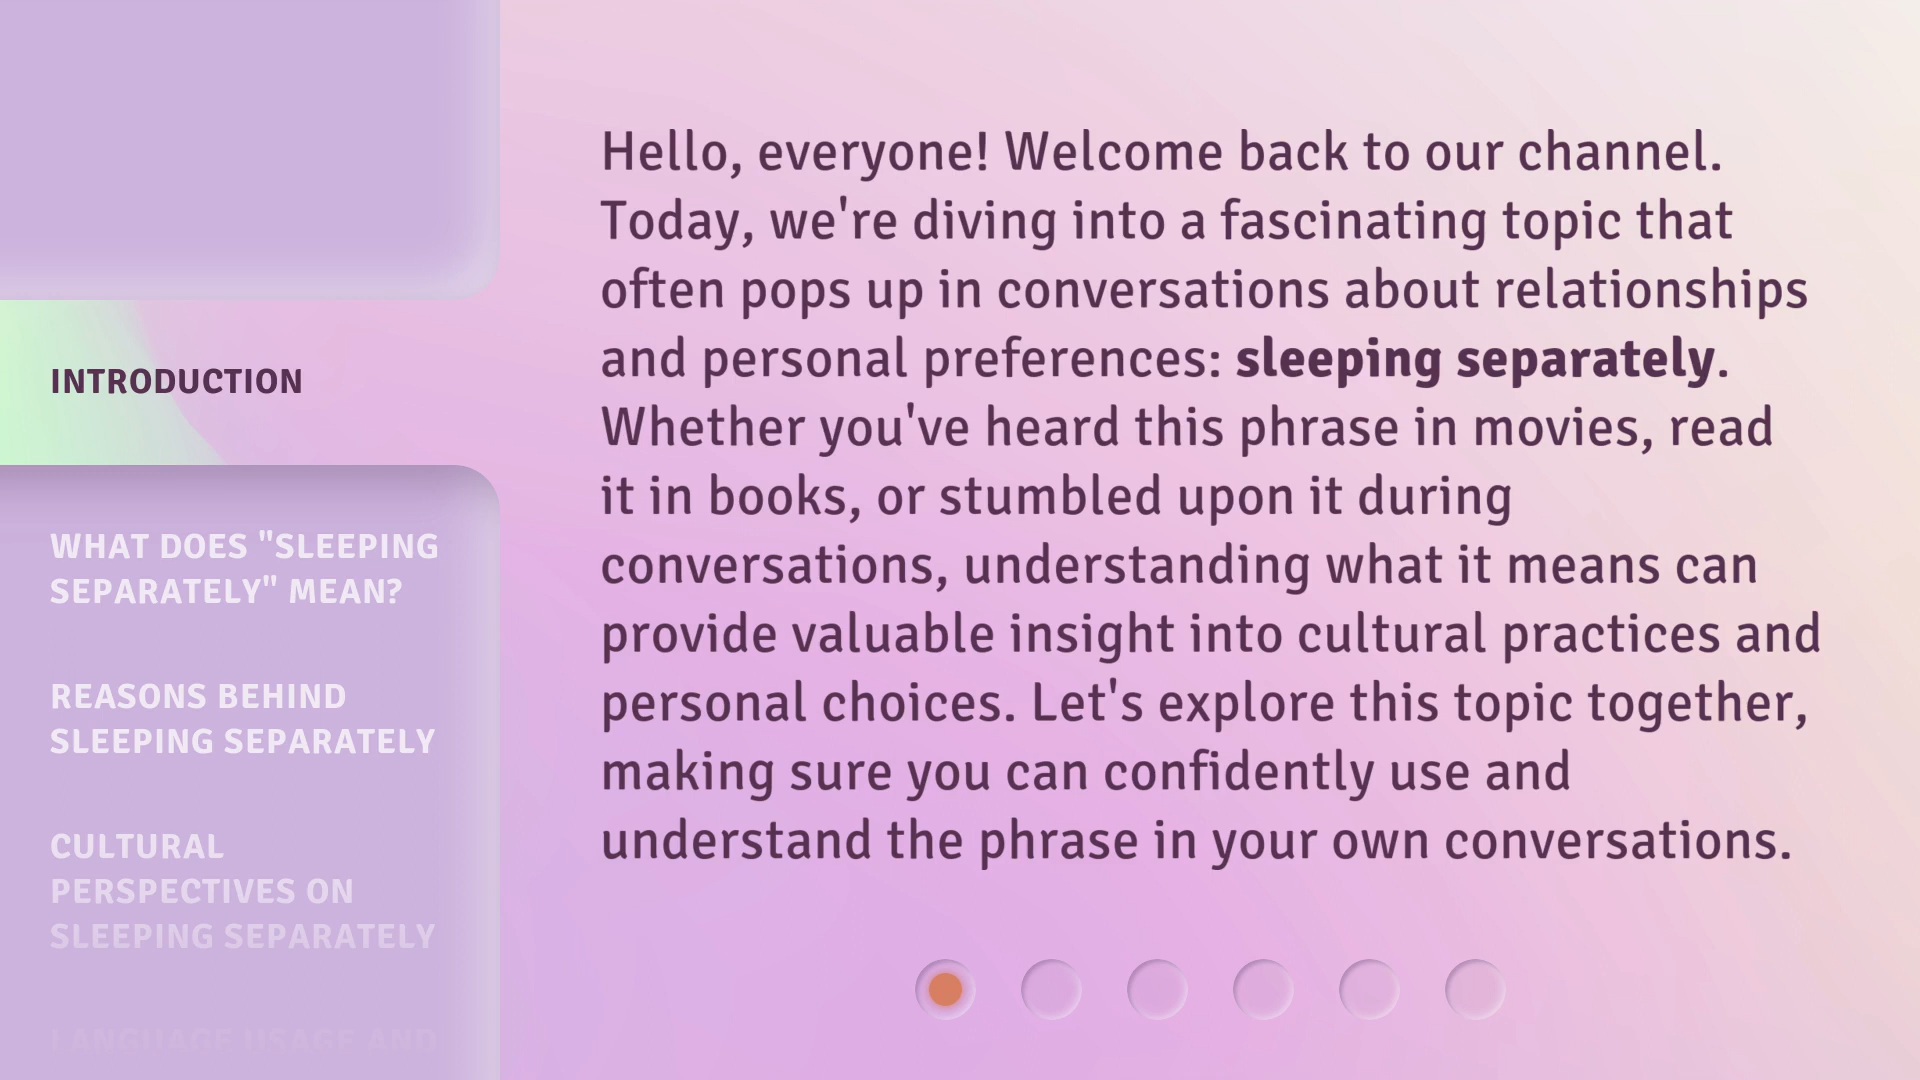 INTRODUCTION
WHAT DOES "SLEEPING
SEPARATELY" MEAN?
REASONS BEHIND
SLEEPING SEPARATELY
CULTURAL
PERSPECTIVES ON
SLEEPING SEPARATELY
LANGUAGE USAGE AND
Hello, everyone! Welcome back to our channel.
Today, we're diving into a fascinating topic that
often pops up in conversations about relationships
and personal preferences: sleeping separately.
Whether you've heard this phrase in movies, read
it in books, or stumbled upon it during
conversations, understanding what it means can
provide valuable insight into cultural practices and
personal choices. Let's explore this topic together,
making sure you can confidently use and
understand the phrase in your own conversations.